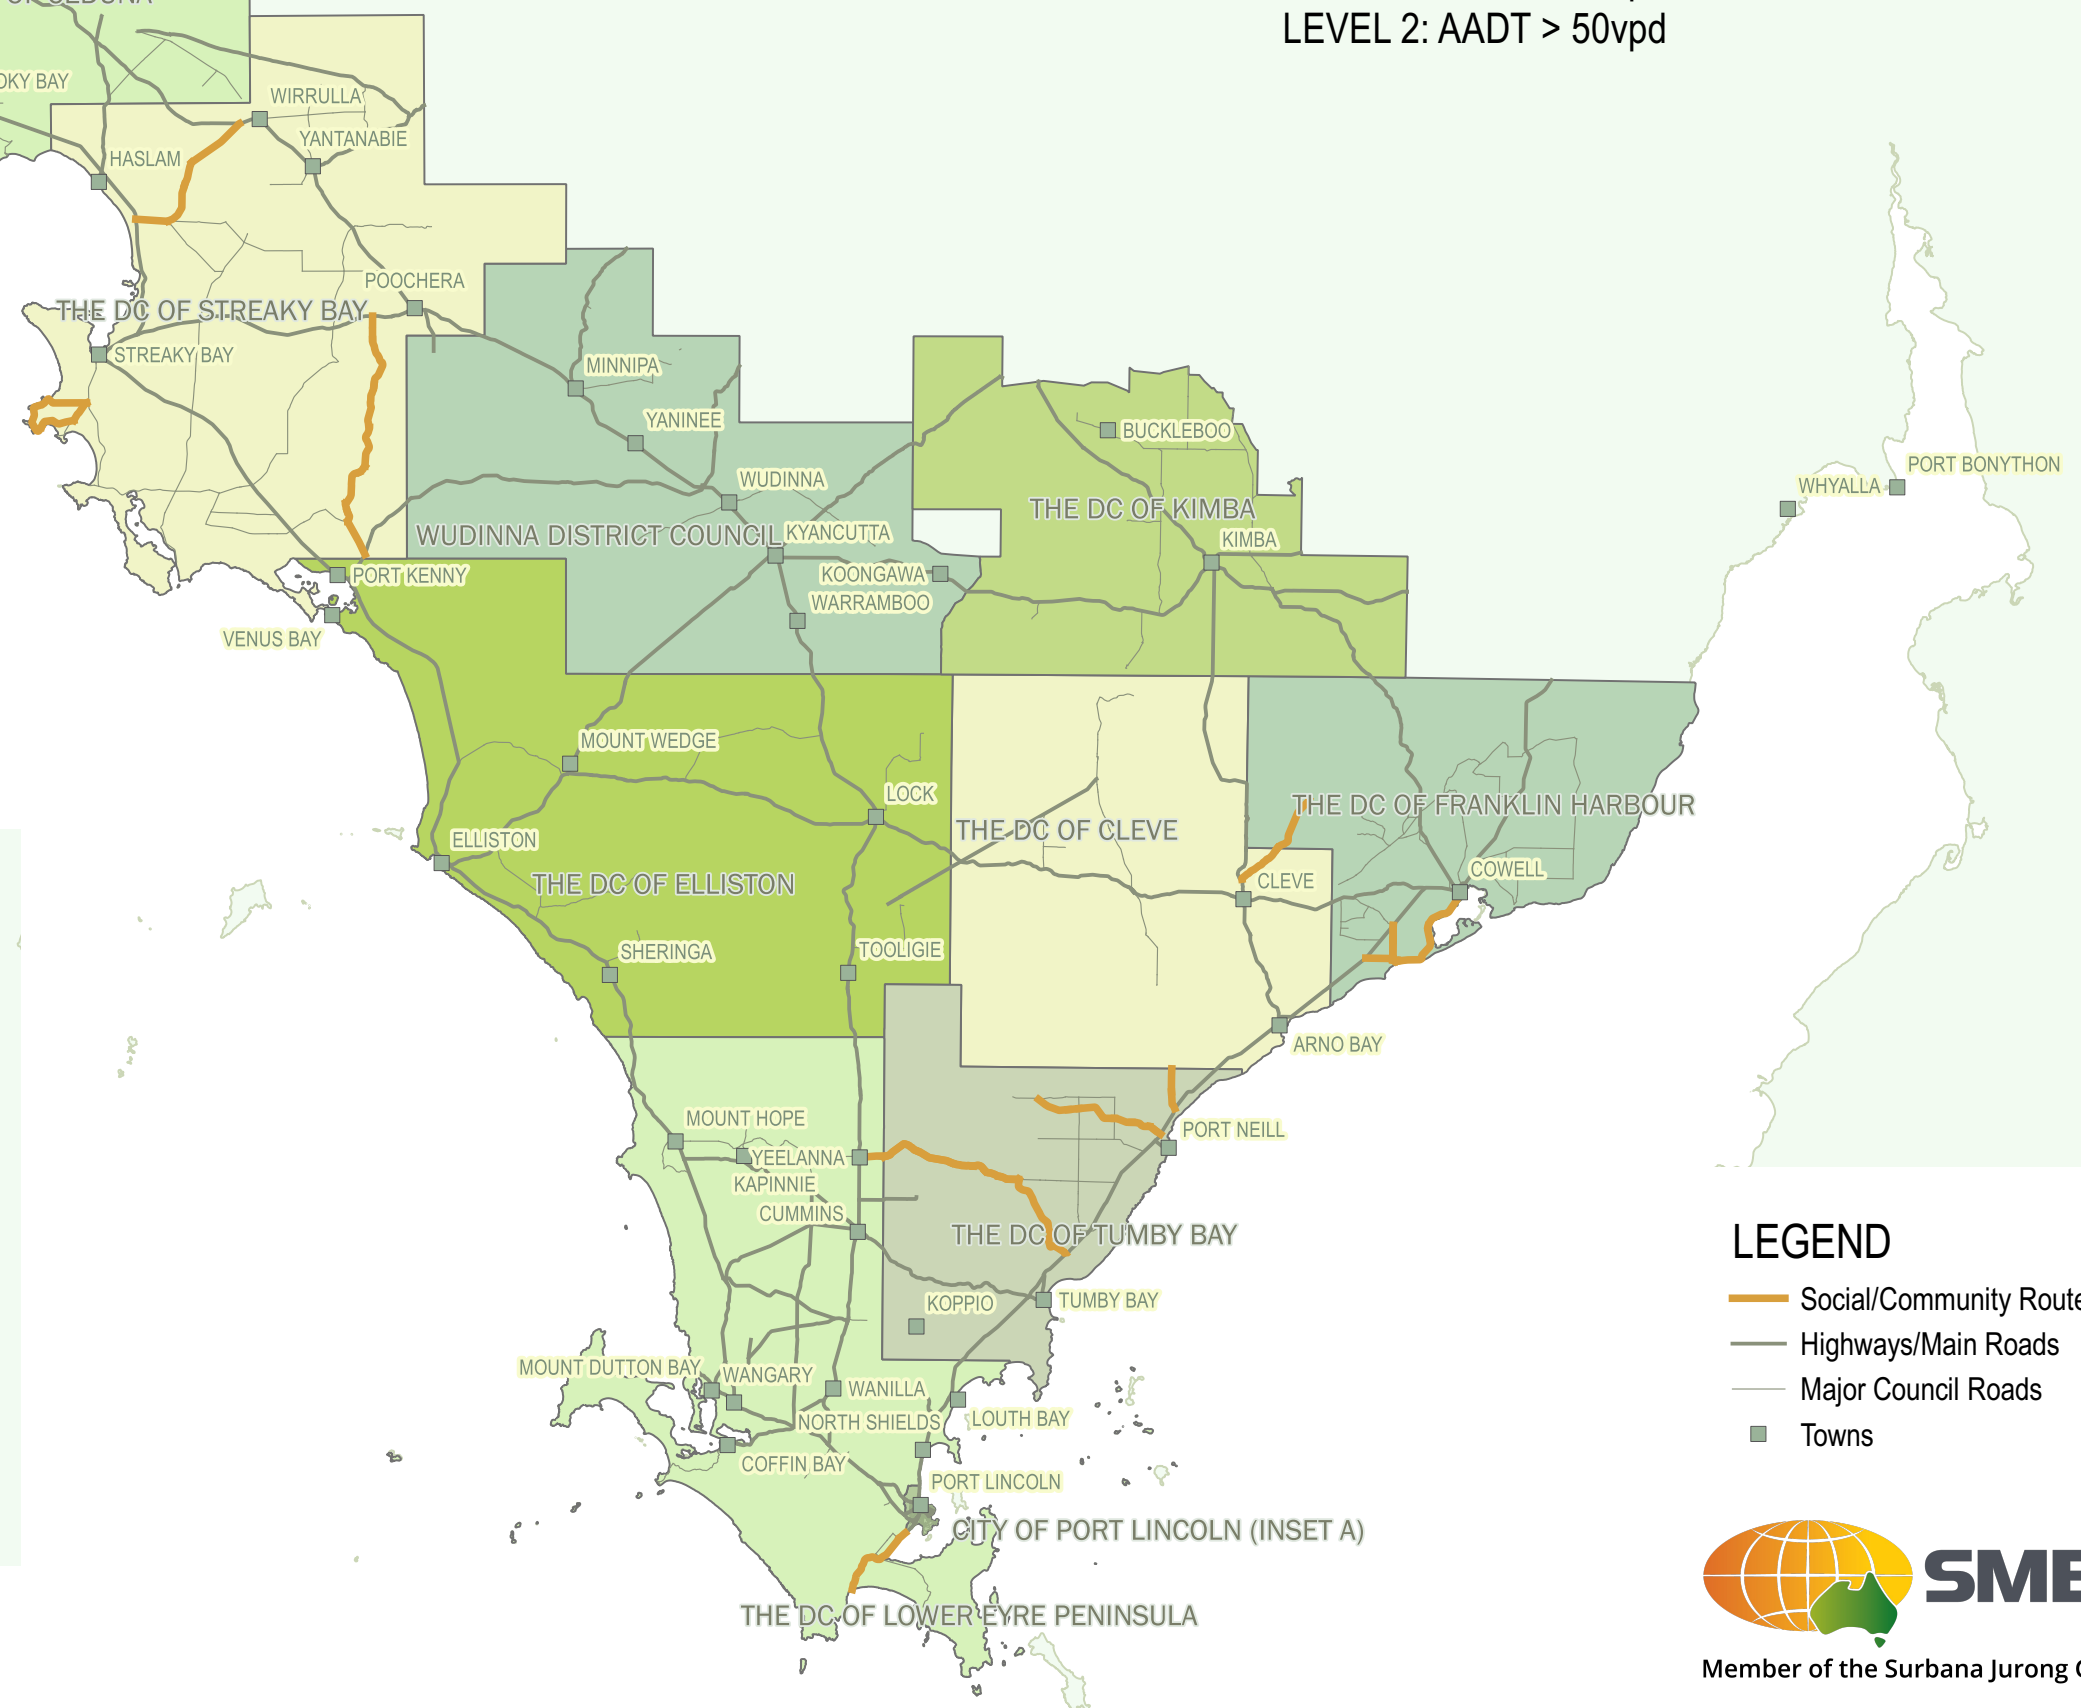 LEVEL 2: AADT > 50vpd
WIRRULLA
YANTANABIE
HASLAM
POOCHERA
THE DC OF STREAKY BAY
STREAKY BAY
MINNIPA
YANINEE
BUCKLEBOO
WUDINNA
PORT BONYTHON
WHYALLA
THE DC OF KIMBA
WUDINNA DISTRICT COUNCIL
KYANCUTTA
KIMBA
PORT KENNY
KOONGAWA
WARRAMBOO
VENUS BAY
MOUNT WEDGE
LOCK
THE DC OF FRANKLIN HARBOUR
THE DC OF CLEVE
ELLISTON
COWELL
THE DC OF ELLISTON
CLEVE
SHERINGA
TOOLIGIE
ARNO BAY
MOUNT HOPE
PORT NEILL
YEELANNA
KAPINNIE
CUMMINS
THE DC OF TUMBY BAY
KOPPIO
TUMBY BAY
MOUNT DUTTON BAY
WANGARY
WANILLA
NORTH SHIELDS
LOUTH BAY
COFFIN BAY
PORT LINCOLN
CITY OF PORT LINCOLN (INSET A)
THE DC OF LOWER EYRE PENINSULA
LEGEND
Social/Community Route
Highways/Main Roads
Major Council Roads
Towns
Member of the Surbana Jurong